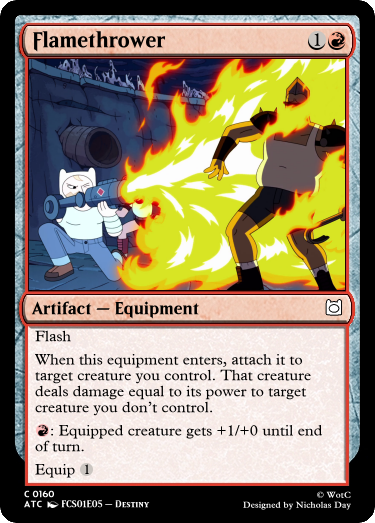 Flamethrower 1
Artifact — Equipment
Flash
When this equipment enters, attach it to
target creature you control. That creature
deals damage equal to its power to target
creature you don't control.
: Equipped creature gets +1/+0 until end
of turn.
Equip 1
C 0160
ATC FCS01E05 – Destiny
© WotC
Designed by Nicholas Day